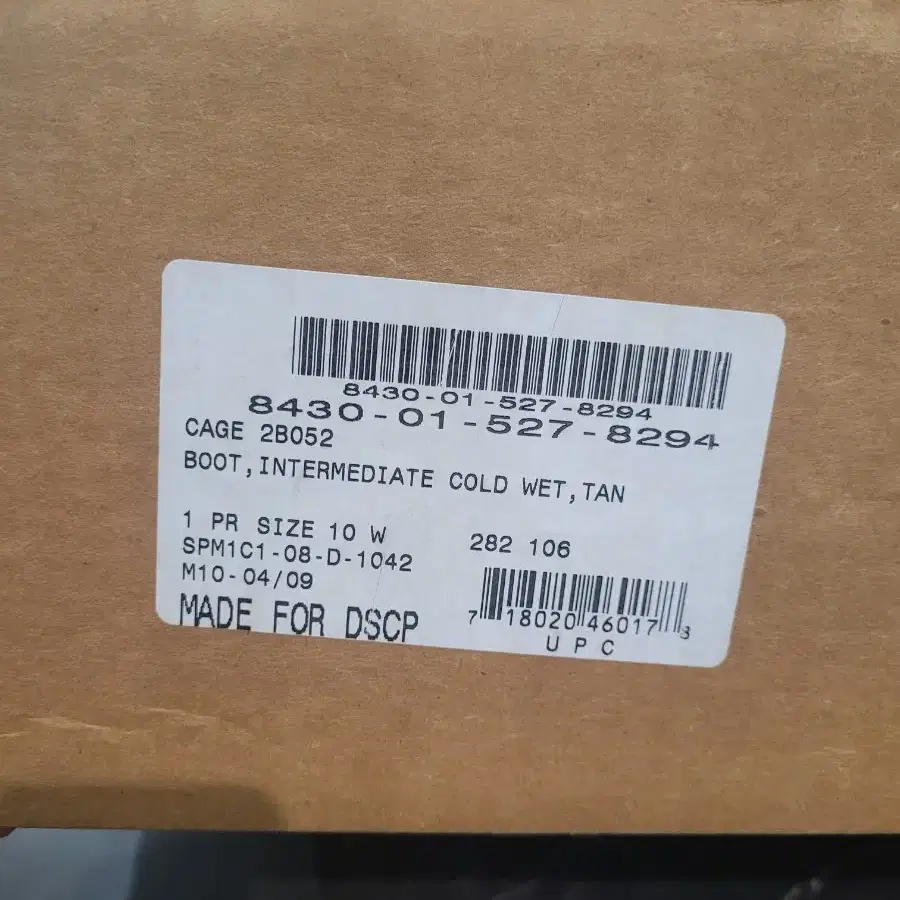 8430-01-527-8294
8430-01-527-8294
CAGE 2B052
BOOT,INTERMEDIATE COLD WET,TAN
1 PR SIZE 10 W
282 106
SPM1C1-08-D-1042
M10-04/09
MADE FOR DSCP
7 18020 46017 3
UPC